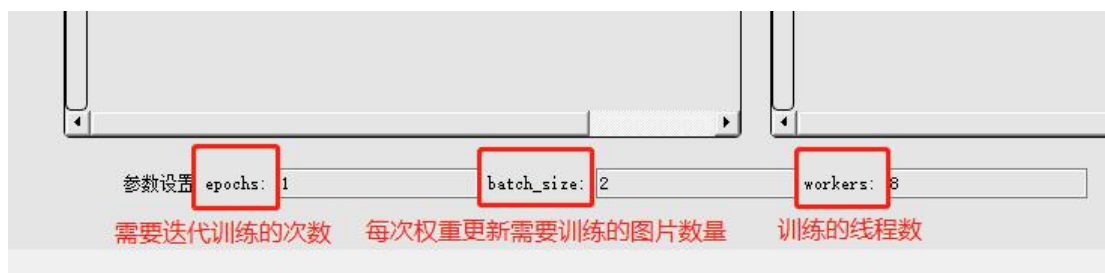 参数设置 epochs: 1 batch_size: 2 workers: 8
需要迭代训练的次数 每次权重更新需要训练的图片数量 训练的线程数